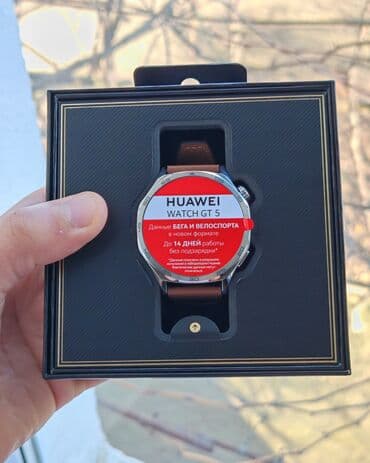 HUAWEI
WATCH GT 5
Данные БЕГА И ВЕЛОСПОРТА
в новом формате
До 14 ДНЕЙ работы
без подзарядки*